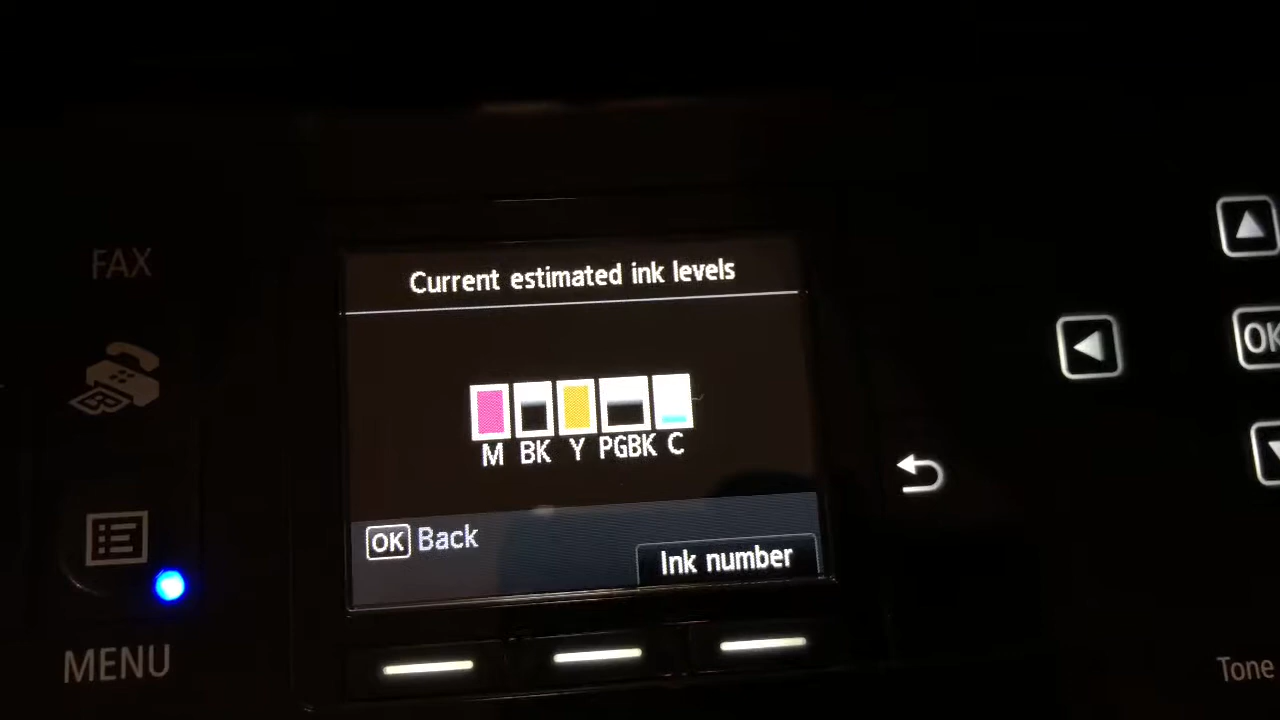 FAX
Current estimated ink levels
M BK Y PGBK C
OK Back
Ink number
OK
MENU
Tone